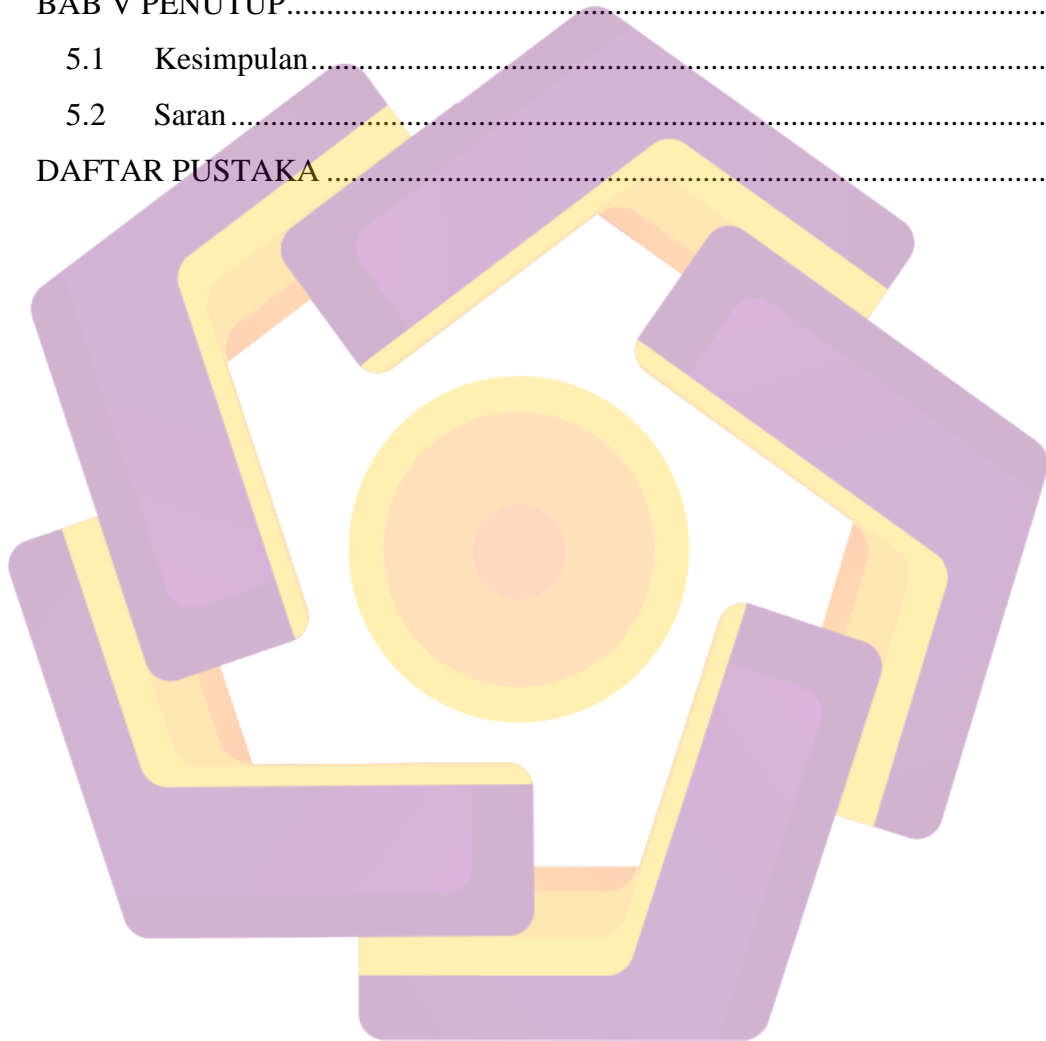 BAB V PENUTUP...............................................................................................
5.1 Kesimpulan............................................................................................
5.2 Saran......................................................................................................
DAFTAR PUSTAKA..........................................................................................